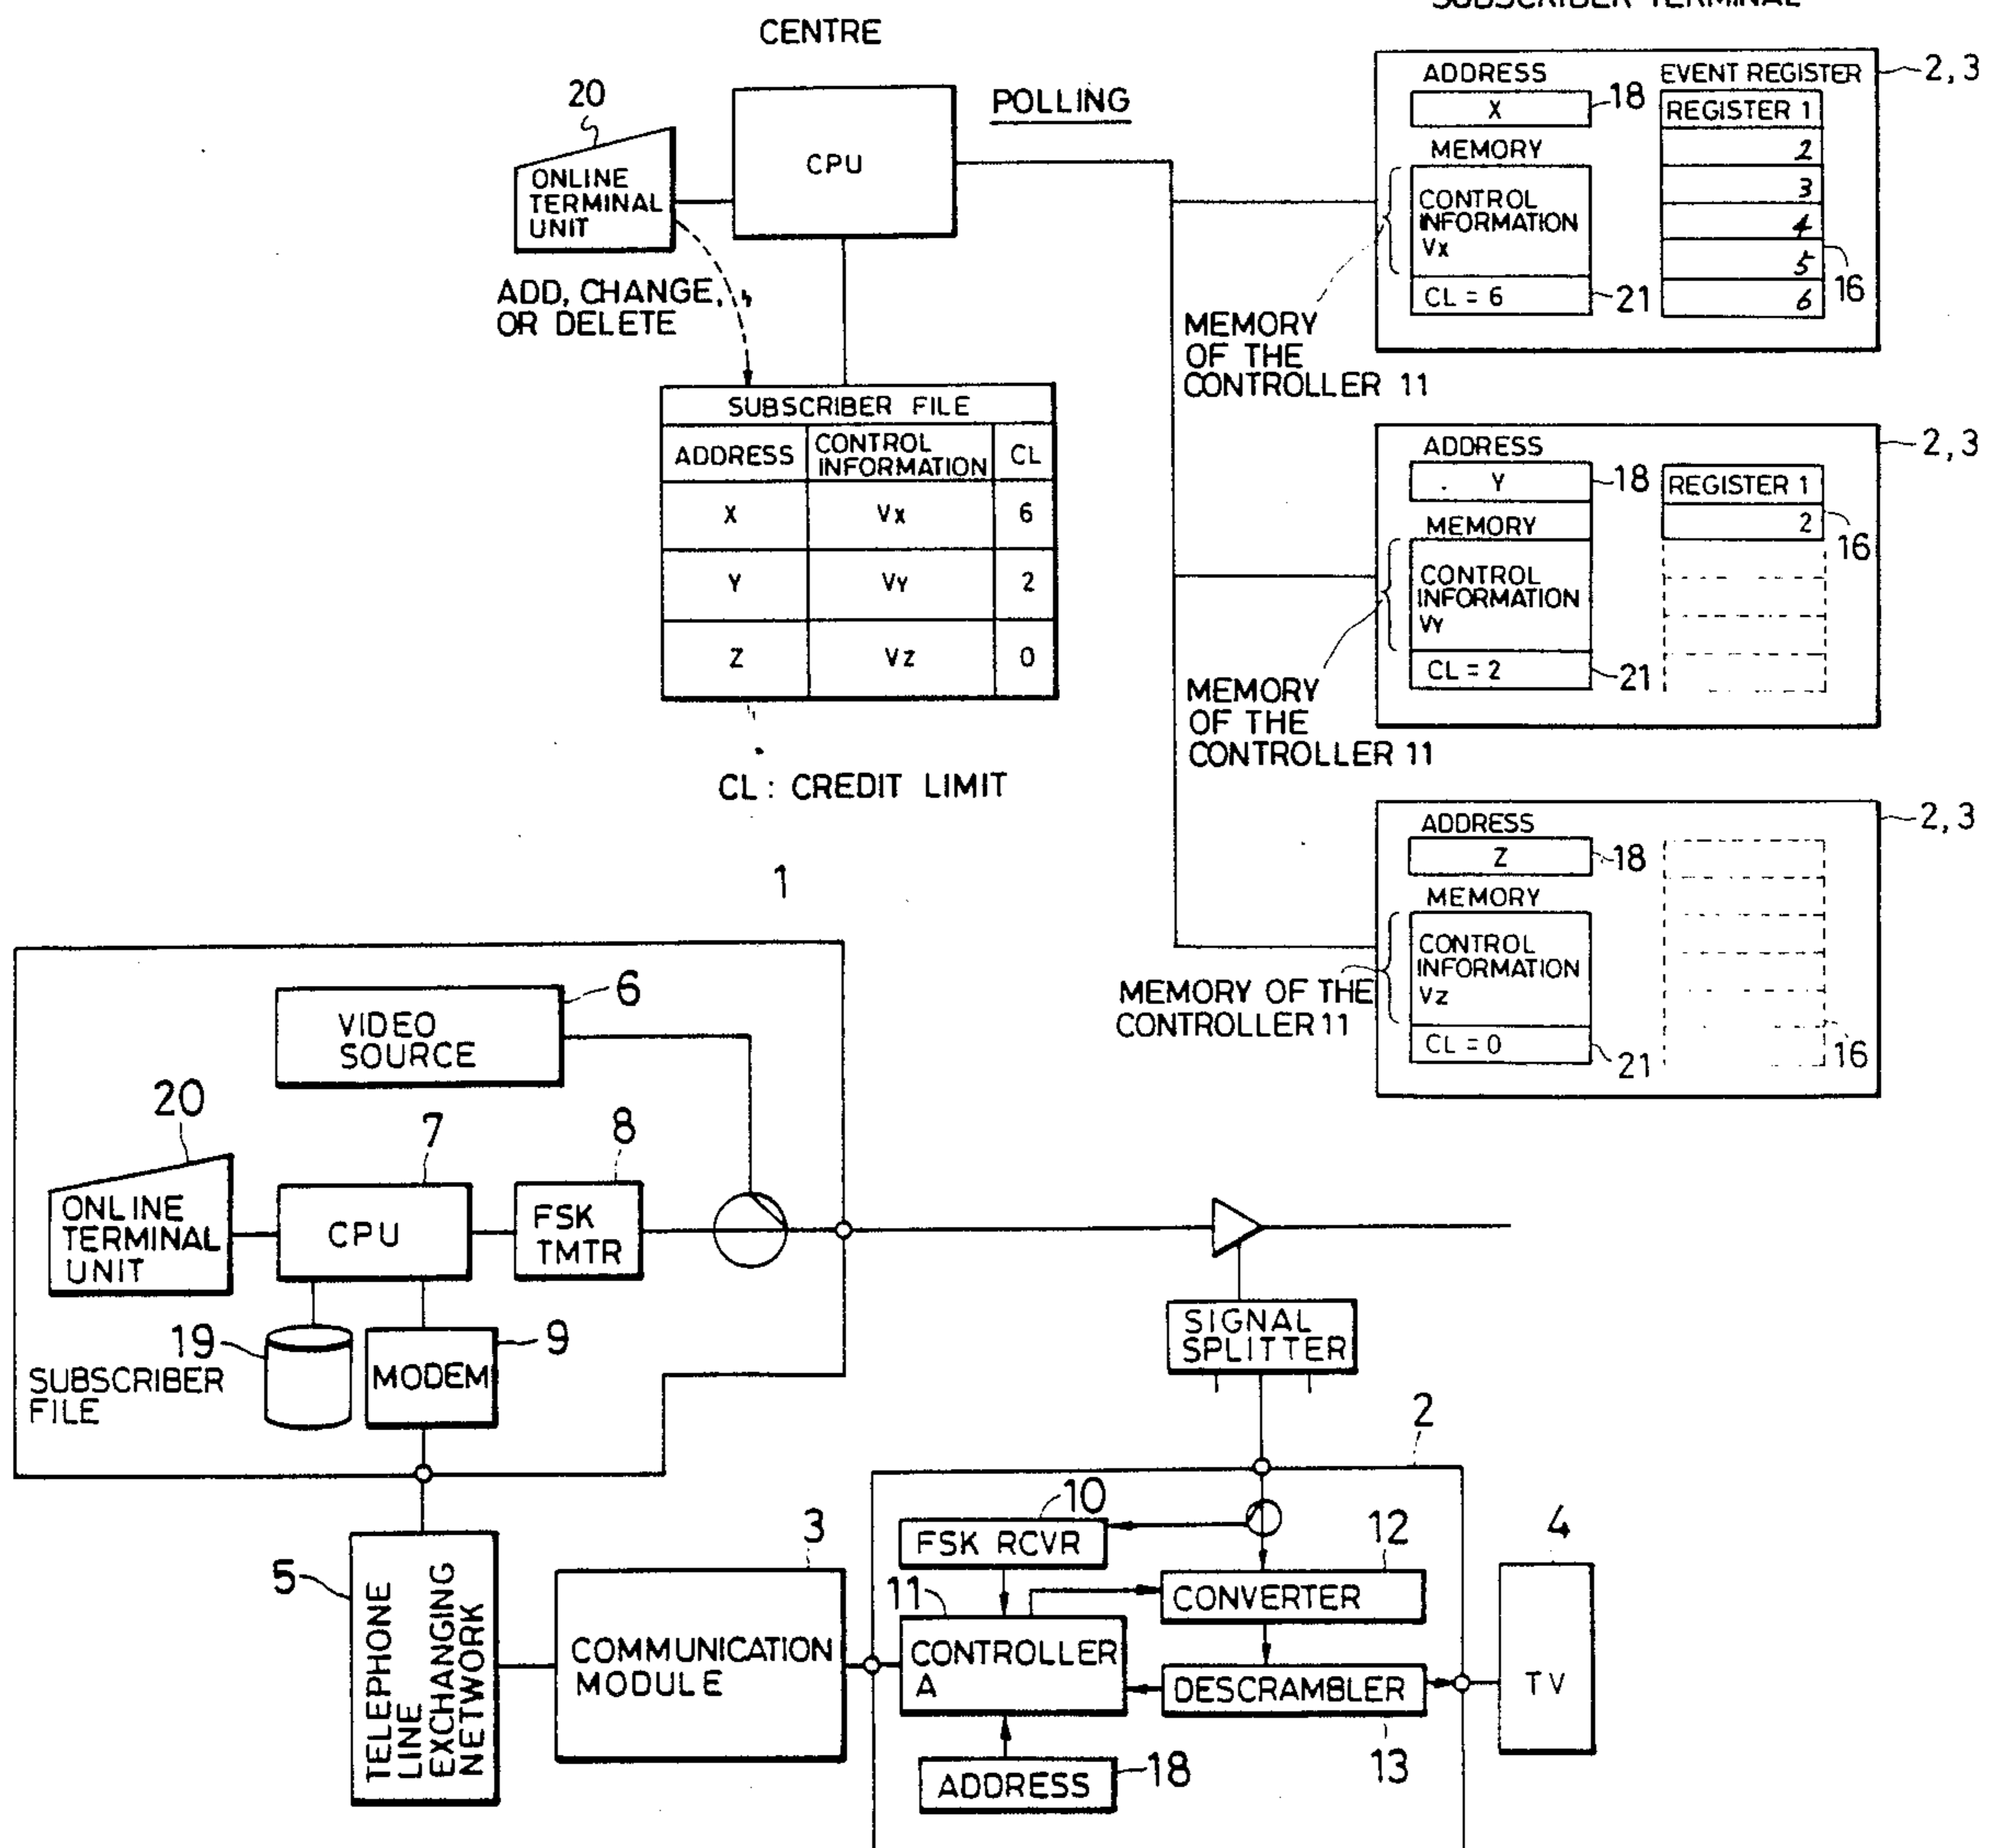 SUBSCRIBER TERMINAL
CENTRE
20
ONLINE
TERMINAL
UNIT
CPU
POLLING
ADD, CHANGE,
OR DELETE
SUBSCRIBER FILE
ADDRESS CONTROL INFORMATION CL
X Vx 6
Y VY 2
Z Vz 0
CL : CREDIT LIMIT
ADDRESS
X
18
MEMORY
CONTROL
INFORMATION
Vx
CL = 6
21
EVENT REGISTER
REGISTER 1
2
3
4
5
6
16
2, 3
MEMORY
OF THE
CONTROLLER 11
ADDRESS
Y
18
MEMORY
CONTROL
INFORMATION
VY
CL = 2
21
REGISTER 1
2
16
2, 3
MEMORY
OF THE
CONTROLLER 11
ADDRESS
Z
18
MEMORY
CONTROL
INFORMATION
Vz
CL = 0
21
16
2, 3
MEMORY OF THE
CONTROLLER 11
1
VIDEO
SOURCE
6
20
ONLINE
TERMINAL
UNIT
7
CPU
8
FSK
TMTR
19
SUBSCRIBER
FILE
MODEM
9
SIGNAL
SPLITTER
2
5
TELEPHONE
LINE
EXCHANGING
NETWORK
3
COMMUNICATION
MODULE
10
FSK RCVR
11
CONTROLLER
A
12
CONVERTER
DESCRAMBLER
13
ADDRESS
18
4
TV